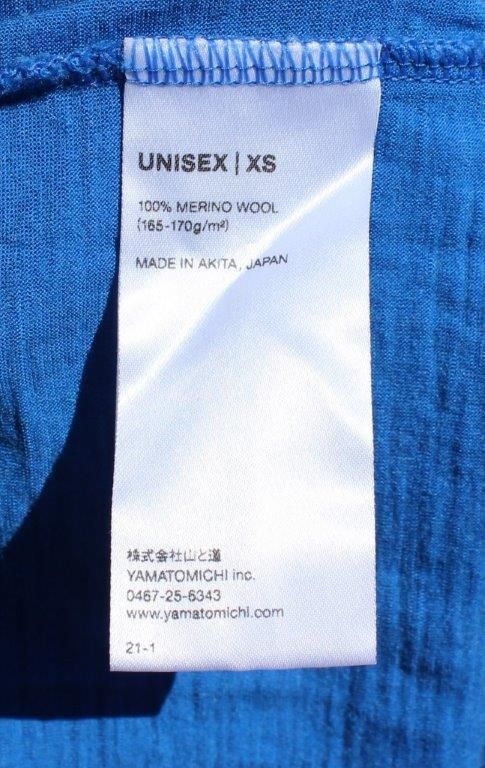 UNISEX | XS
100% MERINO WOOL
(165-170g/m²)
MADE IN AKITA, JAPAN
株式会社山と道
YAMATOMICHI inc.
0467-25-6343
www.yamatomichi.com
21-1